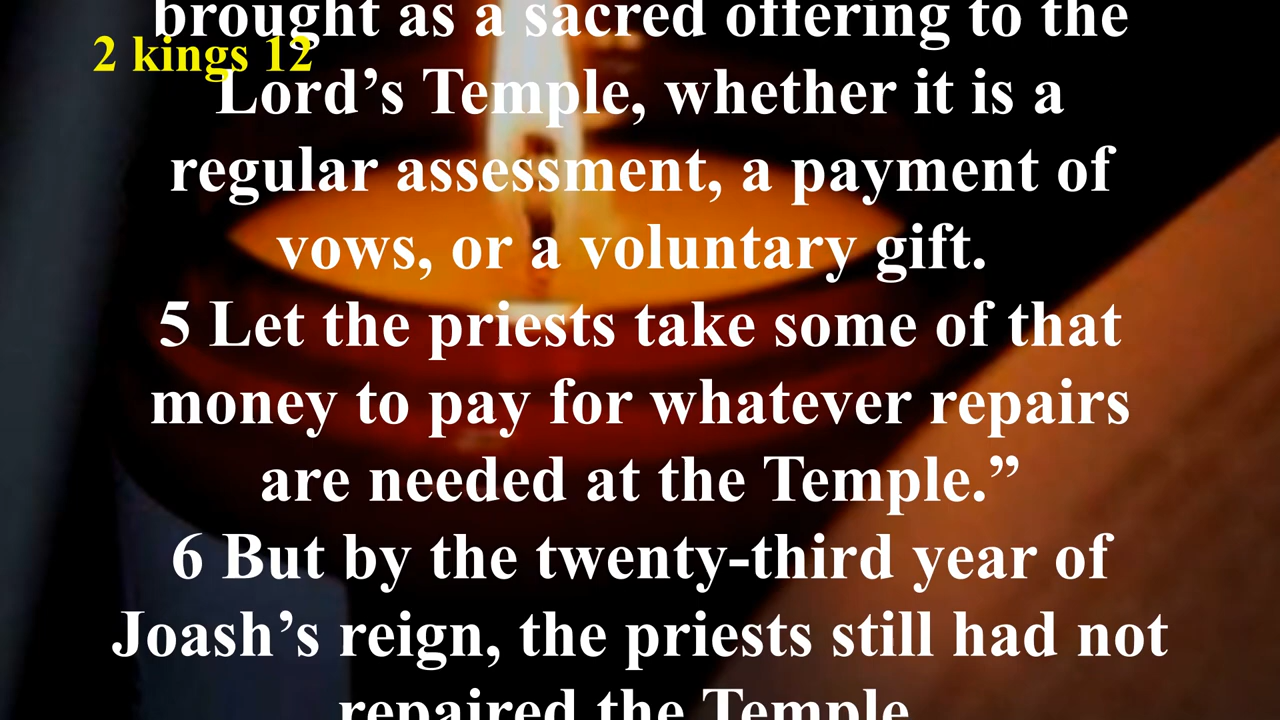 brought as a sacred offering to the
2 kings 12
Lord’s Temple, whether it is a
regular assessment, a payment of
vows, or a voluntary gift.
5 Let the priests take some of that
money to pay for whatever repairs
are needed at the Temple.”
6 But by the twenty-third year of
Joash’s reign, the priests still had not
repaired the Temple